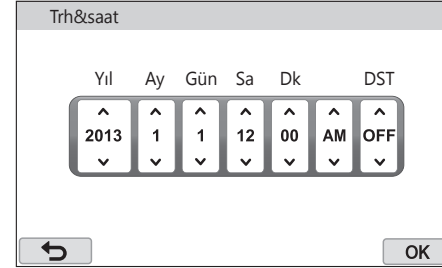 Trh&saat
Yıl Ay Gün Sa Dk DST
2013 1 1 12 00 AM OFF
OK